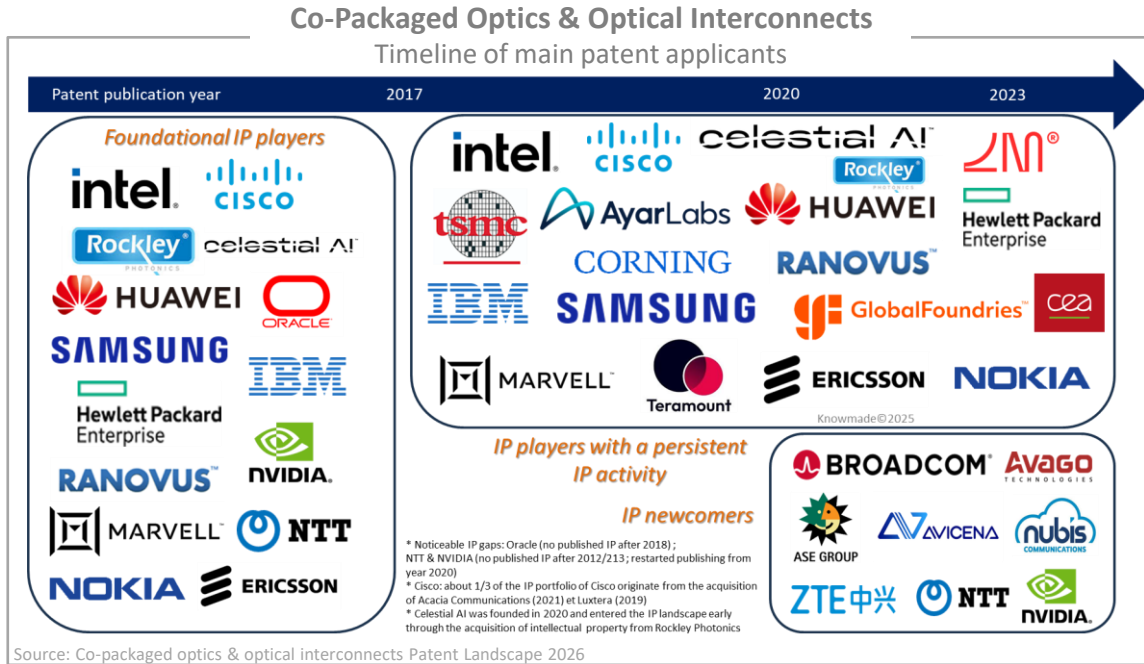 Co-Packaged Optics & Optical Interconnects
Timeline of main patent applicants
Patent publication year 2017 2020 2023
Foundational IP players
intel.
CISCO
Rockley®
PHOTONICS
celestial AI™
HUAWEI
ORACLE
SAMSUNG
IBM
Hewlett Packard
Enterprise
RANOVUS™
NVIDIA.
MARVELL™
NTT
NOKIA
ERICSSON
intel.
CISCO
celestial AI™
Rockley®
PHOTONICS
®
tsmc
AyarLabs
HUAWEI
Hewlett Packard
Enterprise
CORNING
RANOVUS™
IBM
SAMSUNG
GlobalFoundries™
cea
MARVELL™
Teramount
ERICSSON
NOKIA
Knowmade©2025
IP players with a persistent
IP activity
IP newcomers
* Noticeable IP gaps: Oracle (no published IP after 2018) ;
NTT & NVIDIA (no published IP after 2012/213 ; restarted publishing from
year 2020)
* Cisco: about 1/3 of the IP portfolio of Cisco originate from the acquisition
of Acacia Communications (2021) et Luxtera (2019)
* Celestial AI was founded in 2020 and entered the IP landscape early
through the acquisition of intellectual property from Rockley Photonics
BROADCOM®
AVAGO
TECHNOLOGIES
ASE GROUP
AVICENA
nubis
COMMUNICATIONS
ZTE中兴
NTT
NVIDIA.
Source: Co-packaged optics & optical interconnects Patent Landscape 2026